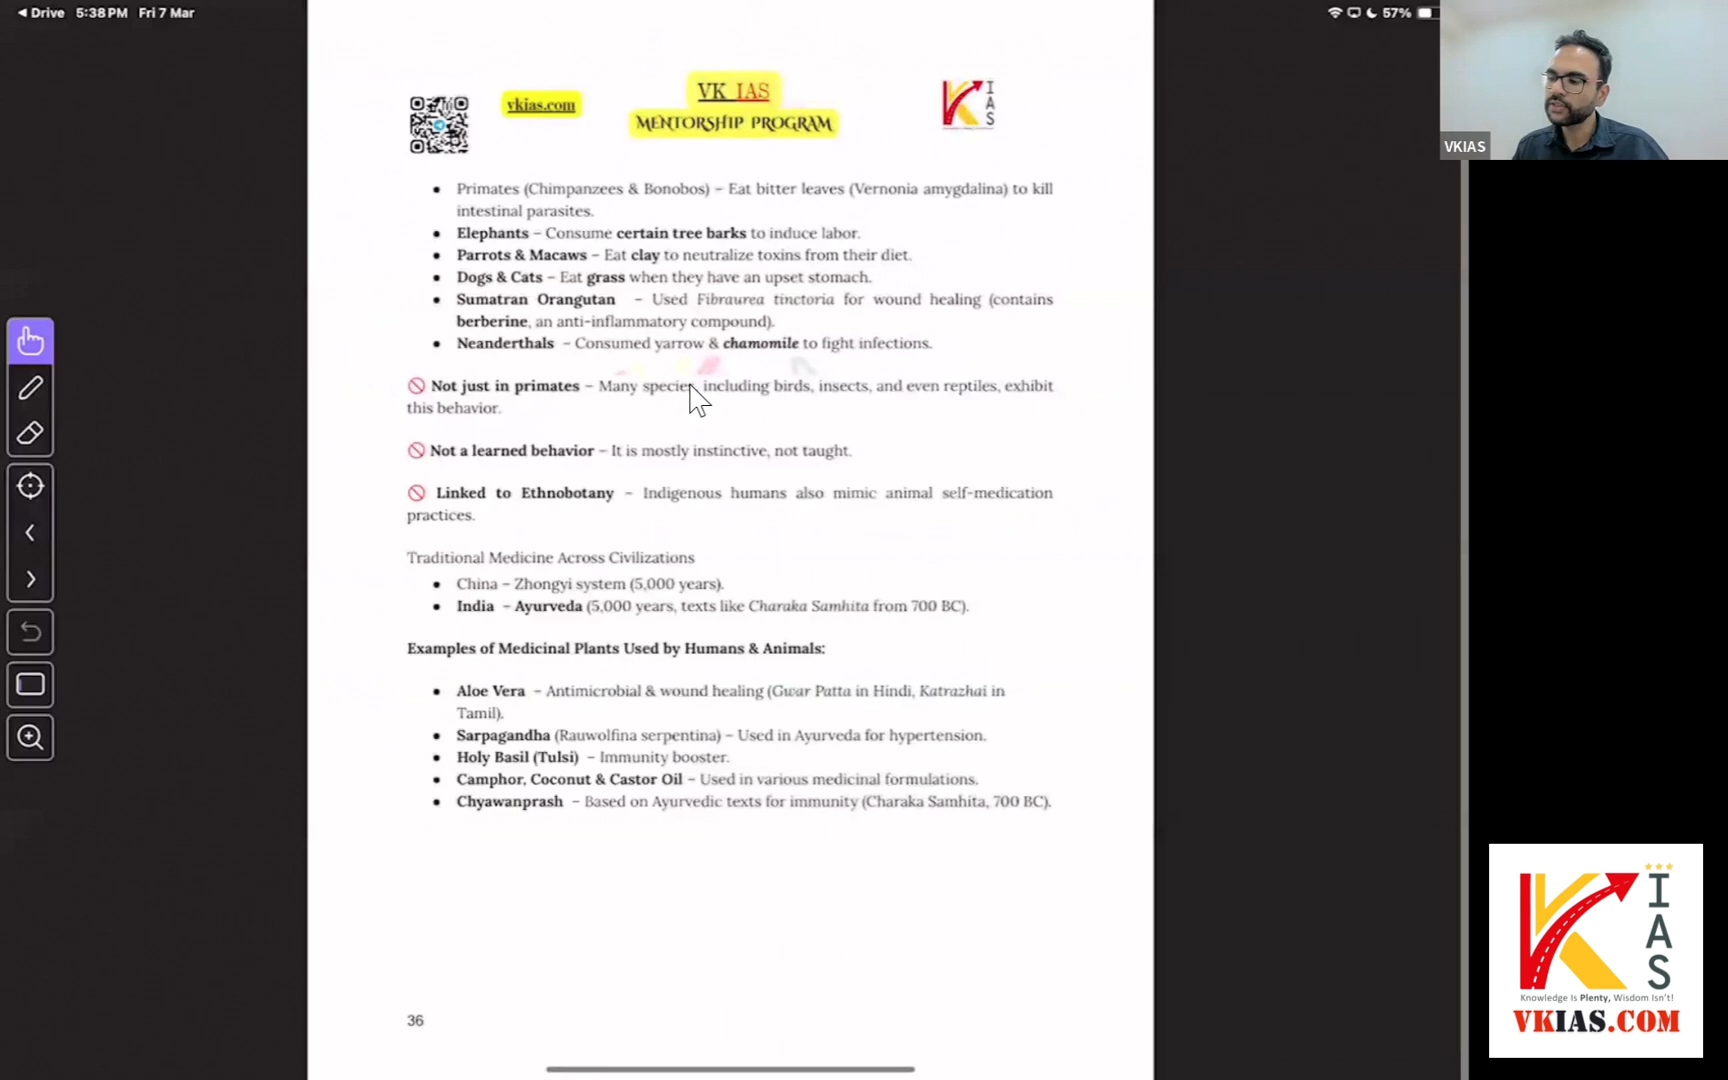 Drive 5:38 PM Fri 7 Mar
57%
vkias.com
VK IAS
MENTORSHIP PROGRAM
K IAS
VKIAS
• Primates (Chimpanzees & Bonobos) – Eat bitter leaves (Vernonia amygdalina) to kill
intestinal parasites.
• Elephants – Consume certain tree barks to induce labor.
• Parrots & Macaws – Eat clay to neutralize toxins from their diet.
• Dogs & Cats – Eat grass when they have an upset stomach.
• Sumatran Orangutan – Used Fibraurea tinctoria for wound healing (contains
berberine, an anti-inflammatory compound).
• Neanderthals – Consumed yarrow & chamomile to fight infections.
🚫 Not just in primates – Many species, including birds, insects, and even reptiles, exhibit
this behavior.
🚫 Not a learned behavior – It is mostly instinctive, not taught.
🚫 Linked to Ethnobotany – Indigenous humans also mimic animal self-medication
practices.
Traditional Medicine Across Civilizations
• China – Zhongyi system (5,000 years).
• India – Ayurveda (5,000 years, texts like Charaka Samhita from 700 BC).
Examples of Medicinal Plants Used by Humans & Animals:
• Aloe Vera – Antimicrobial & wound healing (Gwar Patta in Hindi, Katrazhai in
Tamil).
• Sarpagandha (Rauwolfina serpentina) – Used in Ayurveda for hypertension.
• Holy Basil (Tulsi) – Immunity booster.
• Camphor, Coconut & Castor Oil – Used in various medicinal formulations.
• Chyawanprash – Based on Ayurvedic texts for immunity (Charaka Samhita, 700 BC).
36
K IAS
Knowledge Is Plenty, Wisdom Isn't!
VKIAS.COM